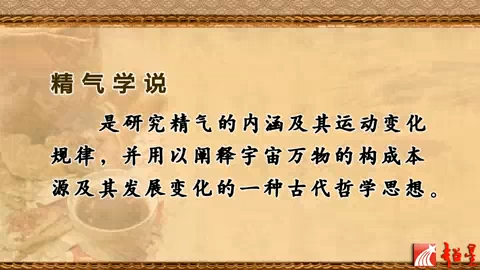 精气学说
是研究精气的内涵及其运动变化
规律，并用以阐释宇宙万物的构成本
源及其发展变化的一种古代哲学思想。
超星